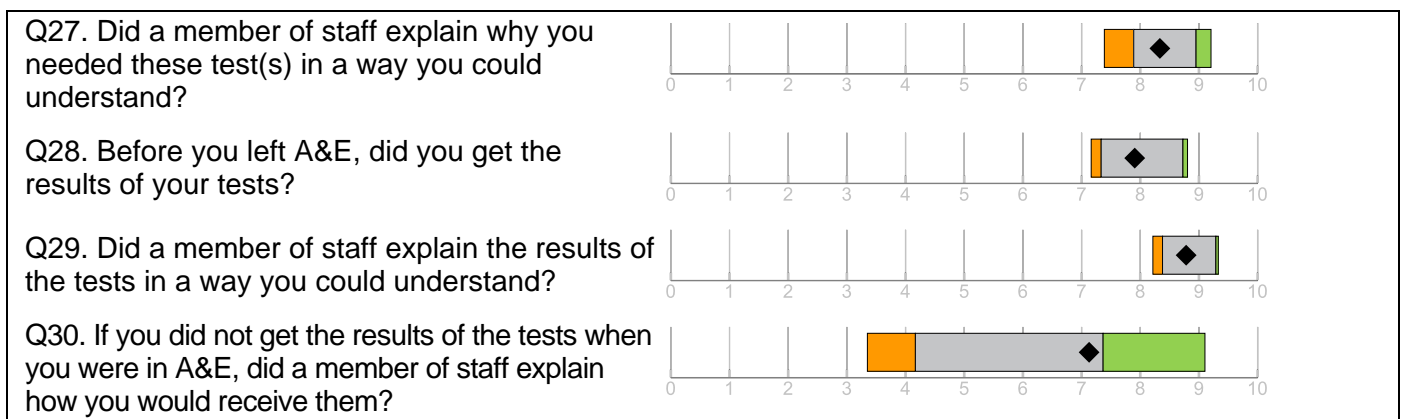 Q27. Did a member of staff explain why you
needed these test(s) in a way you could
understand?
0 1 2 3 4 5 6 7 8 9 10
Q28. Before you left A&E, did you get the
results of your tests?
0 1 2 3 4 5 6 7 8 9 10
Q29. Did a member of staff explain the results of
the tests in a way you could understand?
0 1 2 3 4 5 6 7 8 9 10
Q30. If you did not get the results of the tests when
you were in A&E, did a member of staff explain
how you would receive them?
0 1 2 3 4 5 6 7 8 9 10